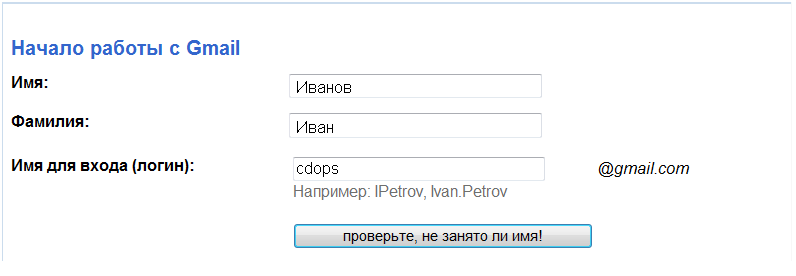 Начало работы с Gmail
Имя: Иванов
Фамилия: Иван
Имя для входа (логин): cdops @gmail.com
Например: IPetrov, Ivan.Petrov
проверьте, не занято ли имя!